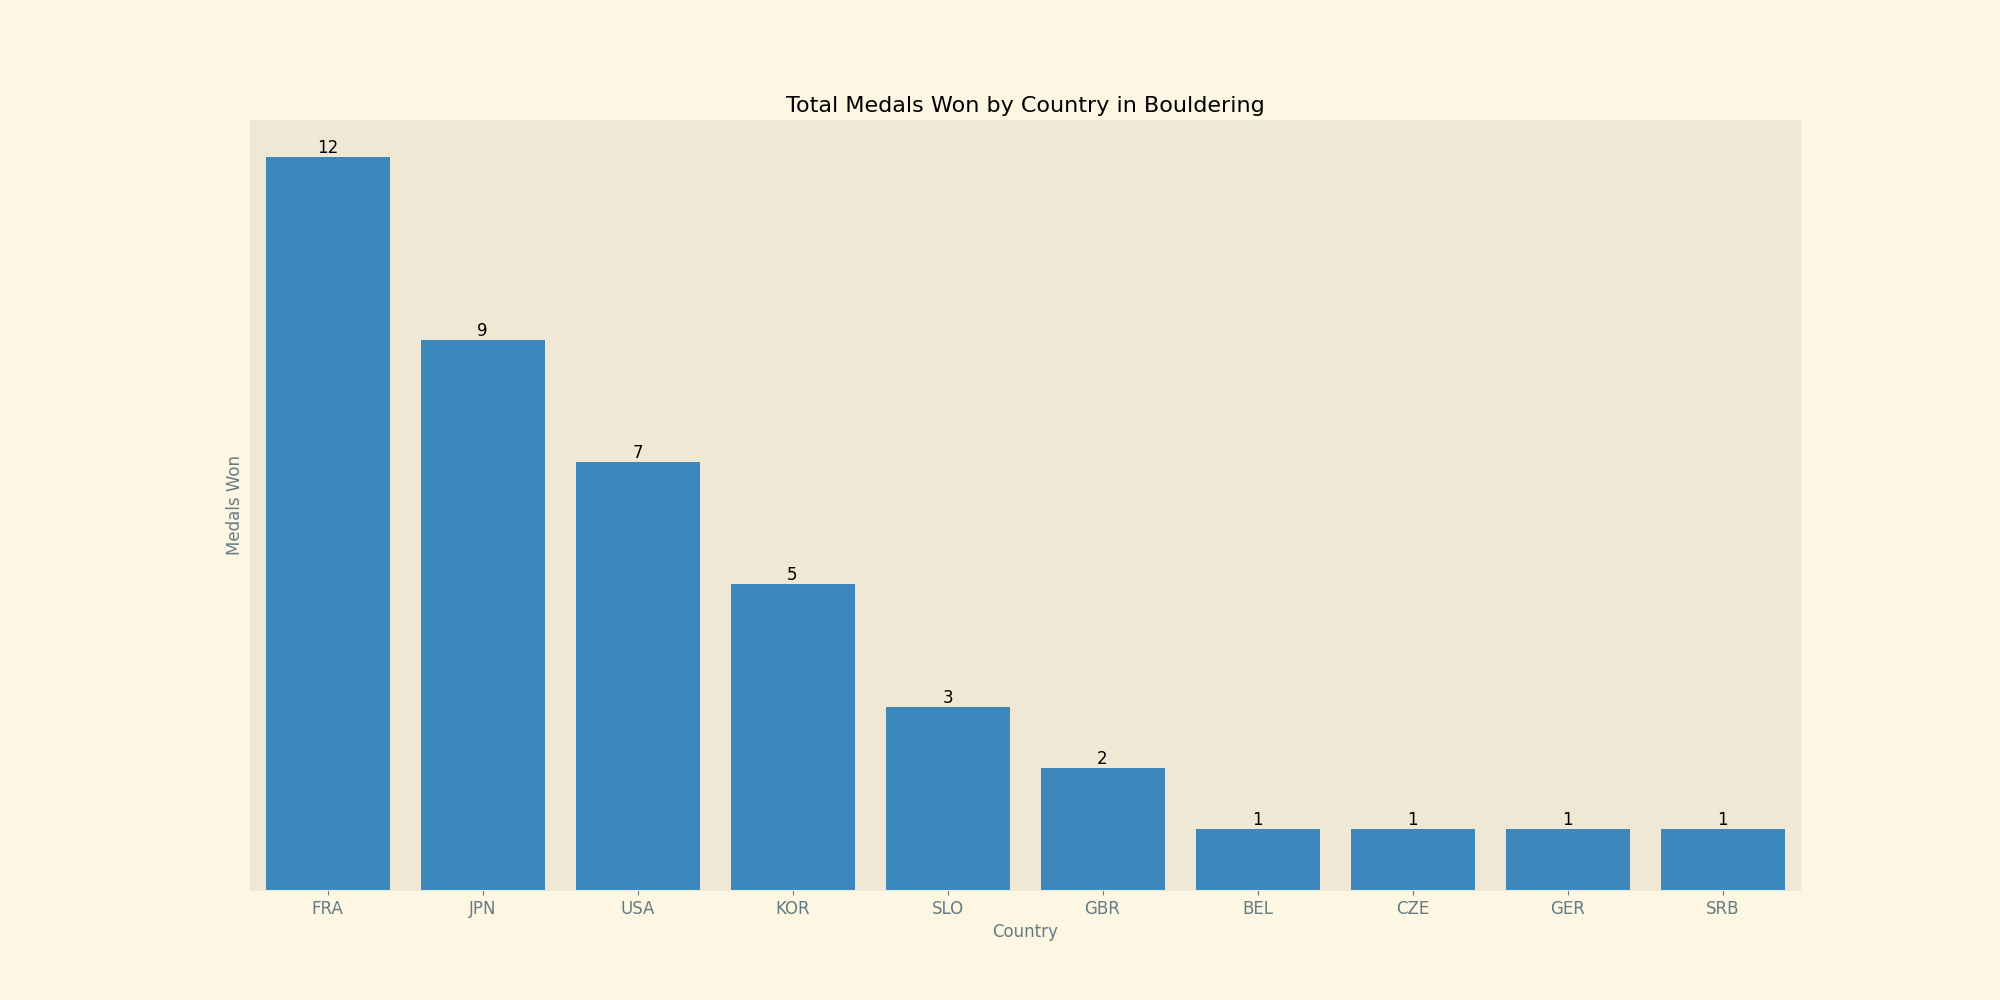 Total Medals Won by Country in Bouldering
12
9
7
5
3
2
1
1
1
1
Medals Won
FRA JPN USA KOR SLO GBR BEL CZE GER SRB
Country